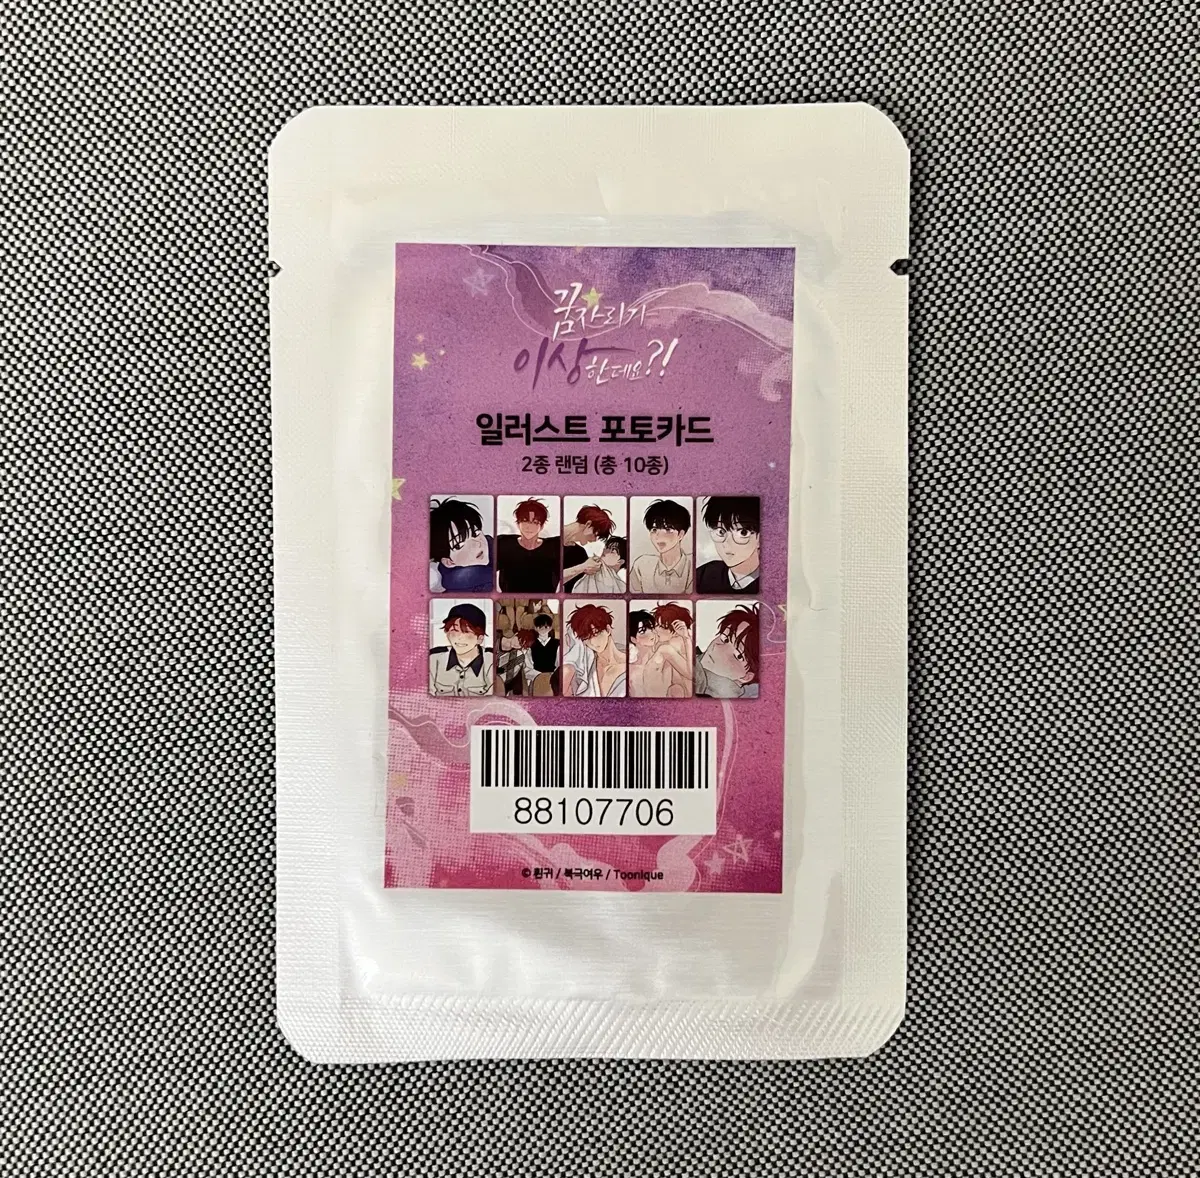 꿈자리가
이상한데요?!
일러스트 포토카드
2종 랜덤 (총 10종)
88107706
© 흰귀 / 북극여우 / Toonique